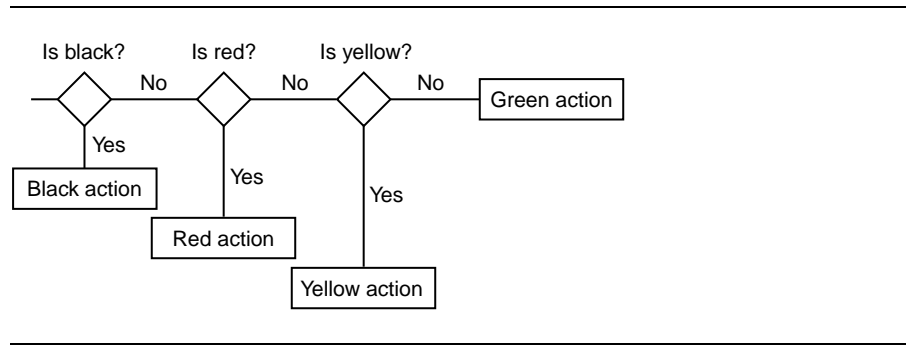 Is black?
Is red?
Is yellow?
No
No
No
Green action
Yes
Black action
Yes
Red action
Yes
Yellow action